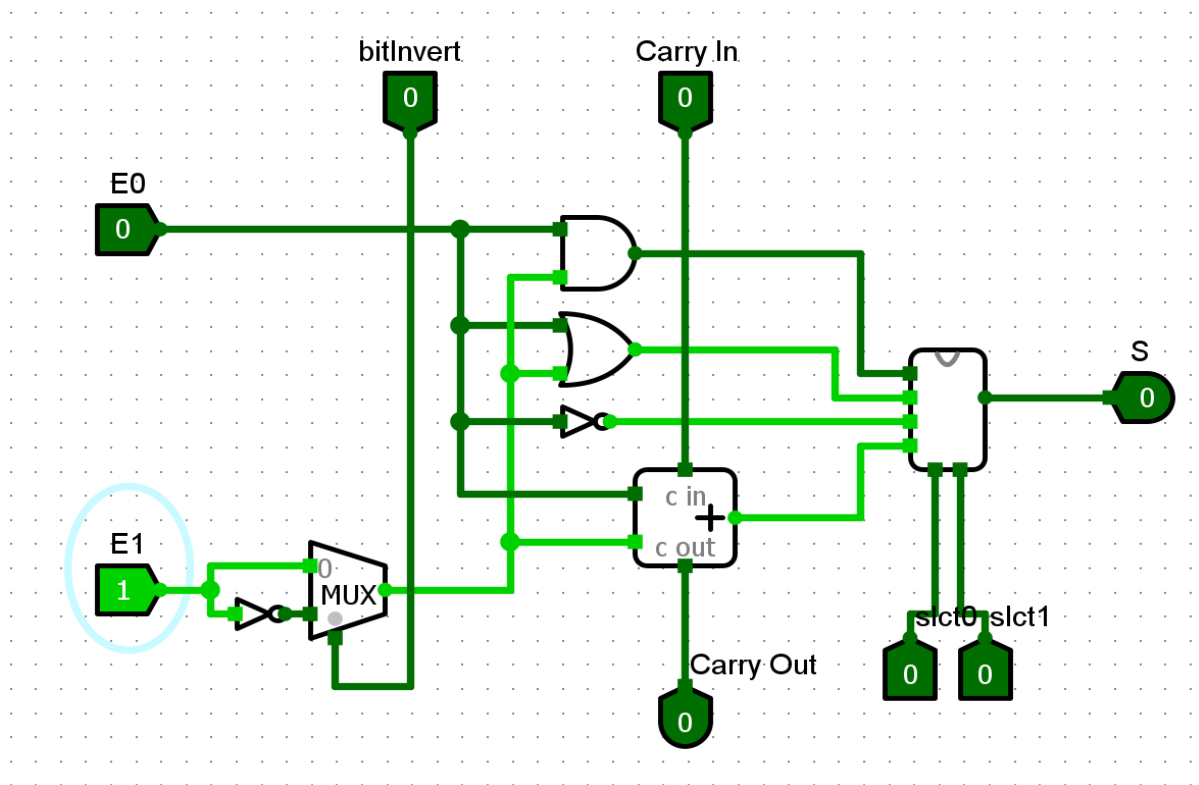 bitInvert
Carry In
0
0
E0
0
S
0
c in
+
c out
E1
1
0
MUX
slct0
slct1
0
0
Carry Out
0